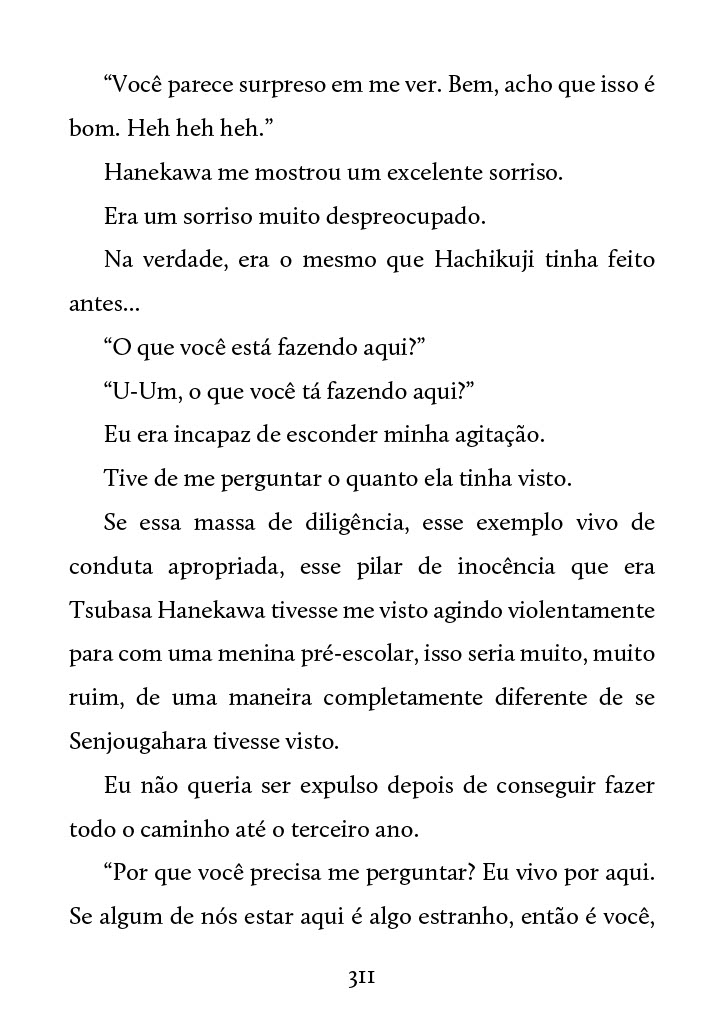 “Você parece surpreso em me ver. Bem, acho que isso é
bom. Heh heh heh.”
Hanekawa me mostrou um excelente sorriso.
Era um sorriso muito despreocupado.
Na verdade, era o mesmo que Hachikuji tinha feito
antes...
“O que você está fazendo aqui?”
“U-Um, o que você tá fazendo aqui?”
Eu era incapaz de esconder minha agitação.
Tive de me perguntar o quanto ela tinha visto.
Se essa massa de diligência, esse exemplo vivo de
conduta apropriada, esse pilar de inocência que era
Tsubasa Hanekawa tivesse me visto agindo violentamente
para com uma menina pré-escolar, isso seria muito, muito
ruim, de uma maneira completamente diferente de se
Senjougahara tivesse visto.
Eu não queria ser expulso depois de conseguir fazer
todo o caminho até o terceiro ano.
“Por que você precisa me perguntar? Eu vivo por aqui.
Se algum de nós estar aqui é algo estranho, então é você,
311